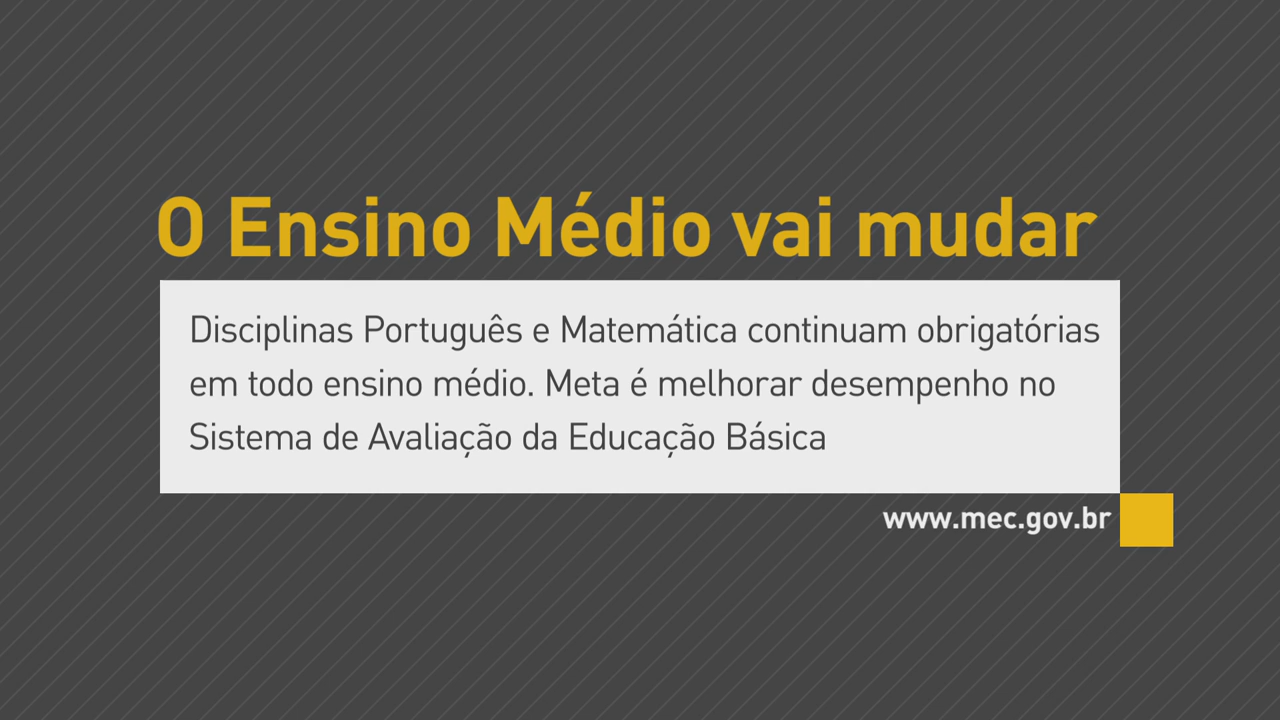 O Ensino Médio vai mudar
Disciplinas Português e Matemática continuam obrigatórias
em todo ensino médio. Meta é melhorar desempenho no
Sistema de Avaliação da Educação Básica
www.mec.gov.br